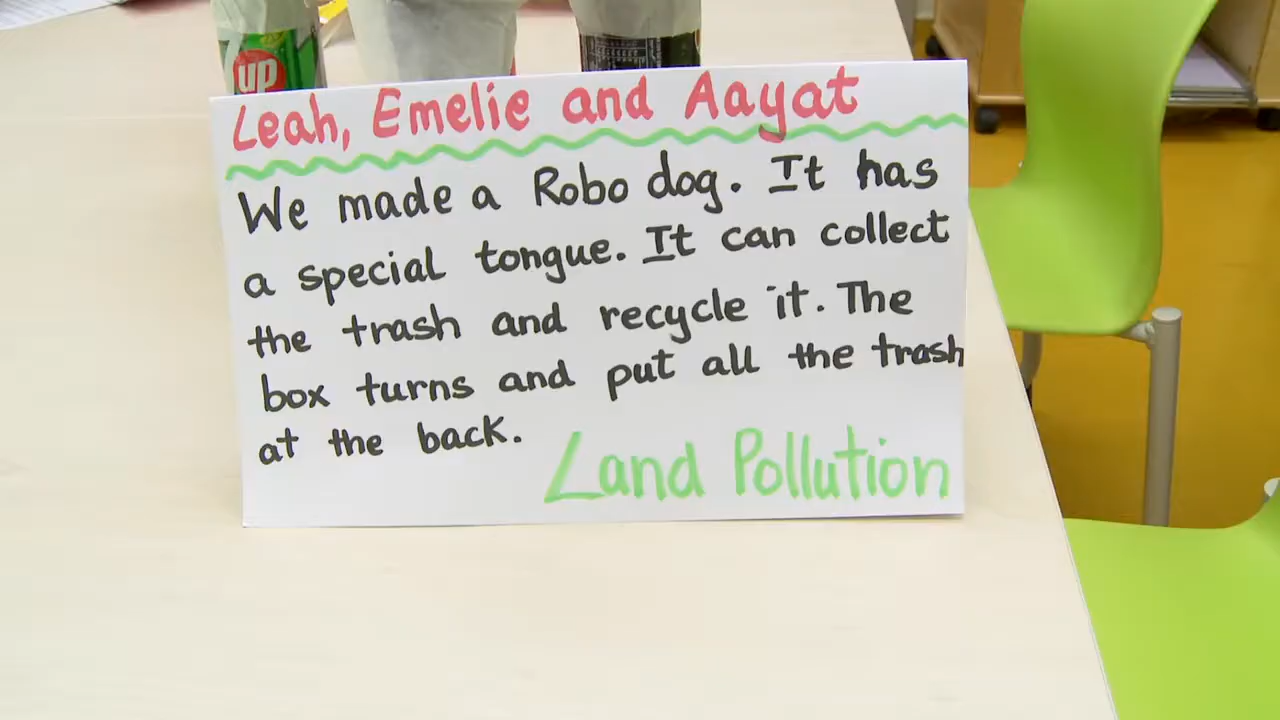 UP
Leah, Emelie and Aayat
We made a Robo dog. It has
a special tongue. It can collect
the trash and recycle it. The
box turns and put all the trash
at the back.
Land Pollution